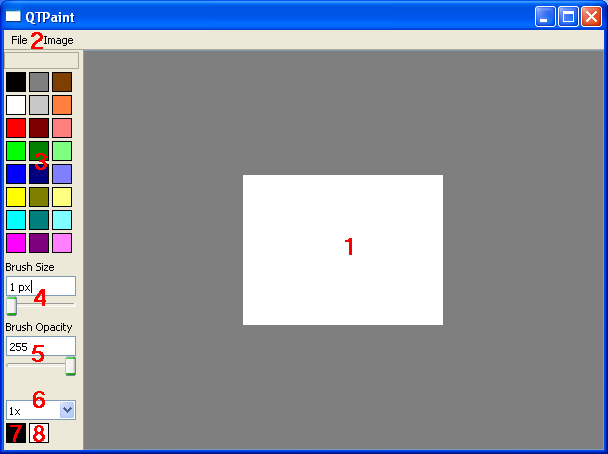 QTPaint
File 2 Image
3
1
Brush Size
1 px
4
Brush Opacity
255
5
6
1x
7 8